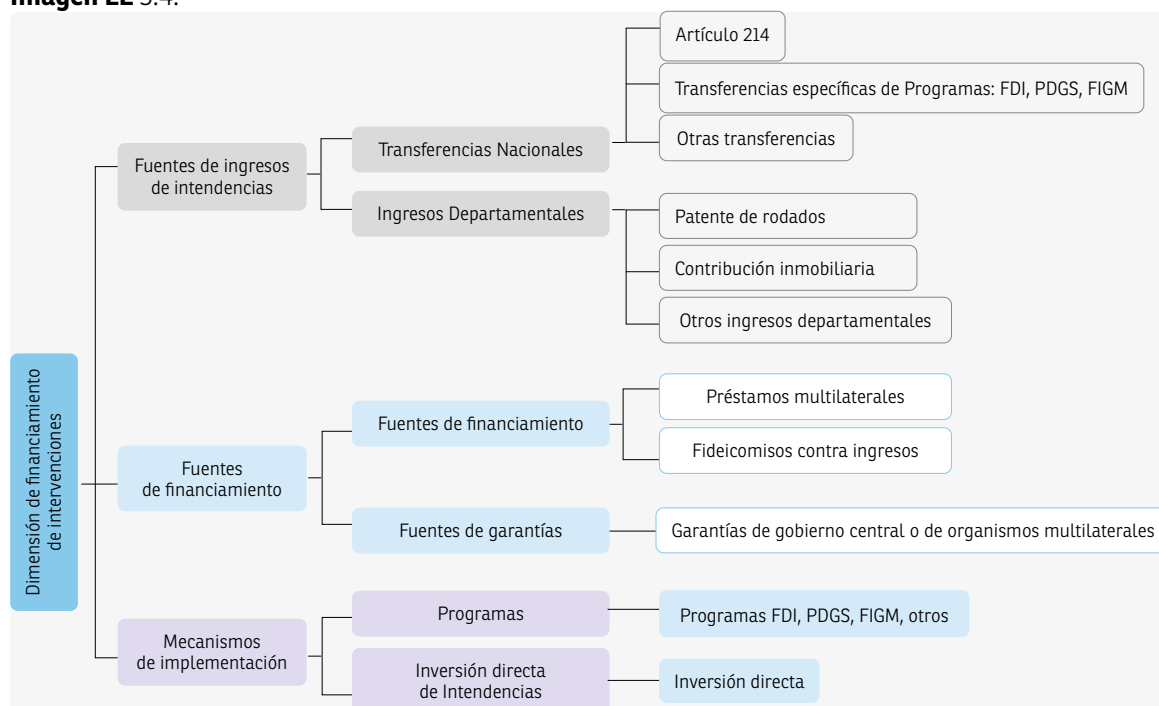 Imagen EE 3.4.
Artículo 214
Transferencias específicas de Programas: FDI, PDGS, FIGM
Otras transferencias
Transferencias Nacionales
Fuentes de ingresos
de intendencias
Ingresos Departamentales
Patente de rodados
Contribución inmobiliaria
Otros ingresos departamentales
Dimensión de financiamiento
de intervenciones
Préstamos multilaterales
Fuentes de financiamiento
Fideicomisos contra ingresos
Fuentes
de financiamiento
Fuentes de garantías
Garantías de gobierno central o de organismos multilaterales
Programas
Programas FDI, PDGS, FIGM, otros
Mecanismos
de implementación
Inversión directa
de Intendencias
Inversión directa